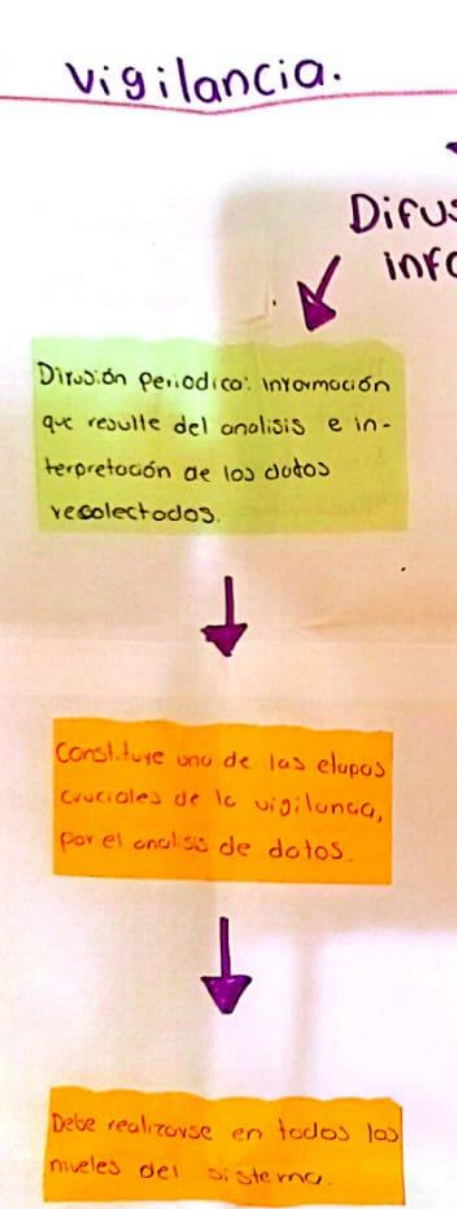 Vigilancia.
Difus
info
Difusión periodica: información
que resulte del analisis e in-
terpretación de los datos
recolectados.
Constituye una de las etapas
cruciales de la vigilancia,
por el analisis de datos.
Debe realizarse en todos los
niveles del sistema.